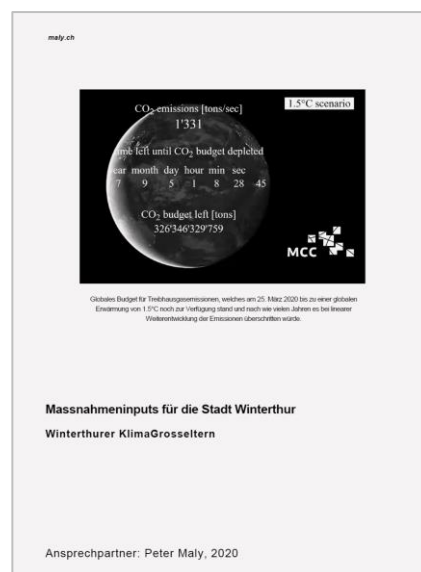 maly.ch
CO₂ emissions [tons/sec]
1.5°C scenario
1'331
ime left until CO₂ budget depleted
ear month day hour min sec
7 9 5 1 8 28 45
CO₂ budget left [tons]
326'346'329'759
MCC
Globales Budget für Treibhausgasemissionen, welches am 25. März 2020 bis zu einer globalen
Erwärmung von 1.5°C noch zur Verfügung stand und nach wie vielen Jahren es bei linearer
Weiterentwicklung der Emissionen überschritten würde.
Massnahmeninputs für die Stadt Winterthur
Winterthurer KlimaGrosseltern
Ansprechpartner: Peter Maly, 2020